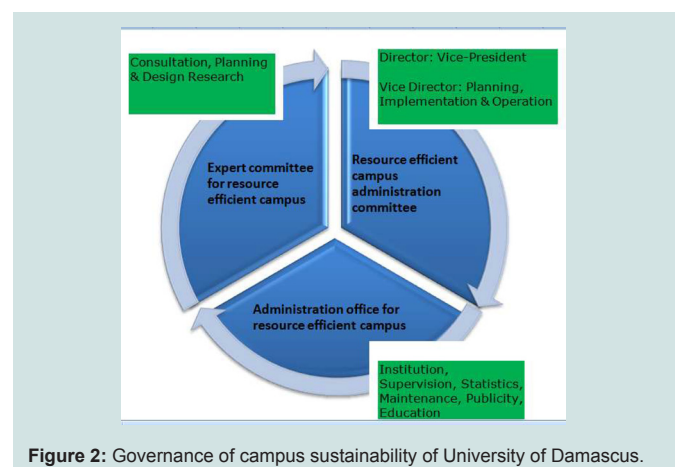 Consultation, Planning
& Design Research
Director: Vice-President
Vice Director: Planning,
Implementation & Operation
Expert committee
for resource
efficient campus
Resource efficient
campus
administration
committee
Administration office for
resource efficient campus
Institution,
Supervision, Statistics,
Maintenance, Publicity,
Education
Figure 2: Governance of campus sustainability of University of Damascus.